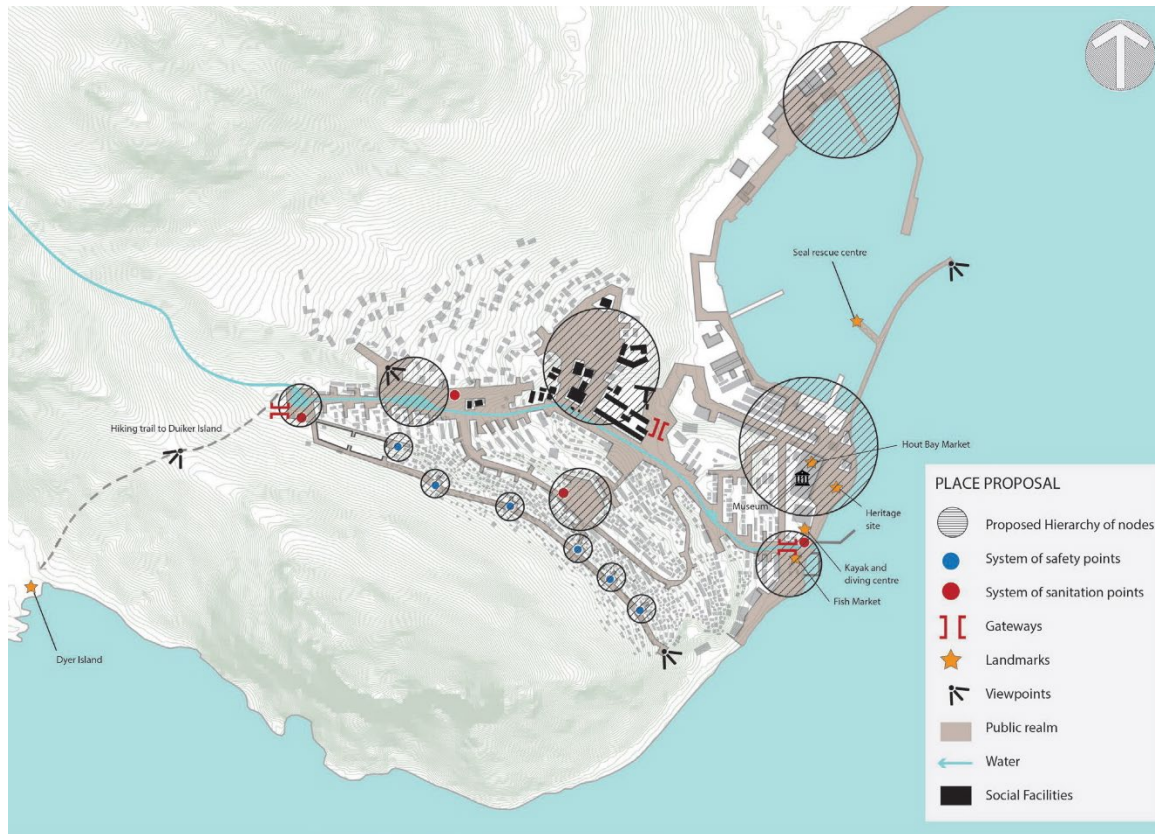 Seal rescue centre
Hiking trail to Duiker Island
Hout Bay Market
Museum
Heritage
site
Kayak and
diving centre
Fish Market
Dyer Island
PLACE PROPOSAL
Proposed Hierarchy of nodes
System of safety points
System of sanitation points
Gateways
Landmarks
Viewpoints
Public realm
Water
Social Facilities